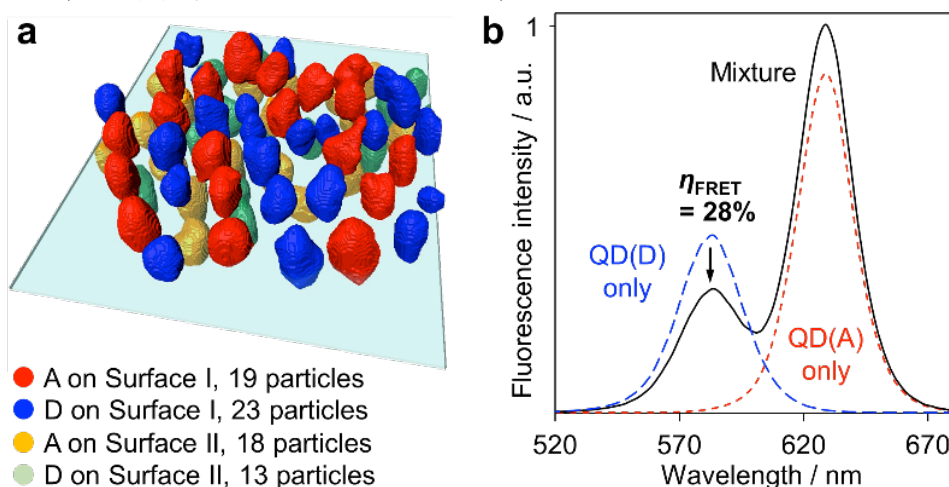 a
A on Surface I, 19 particles
D on Surface I, 23 particles
A on Surface II, 18 particles
D on Surface II, 13 particles
b
Fluorescence intensity / a.u.
1
Mixture
ηFRET
= 28%
QD(D)
only
QD(A)
only
520 570 620 670
Wavelength / nm